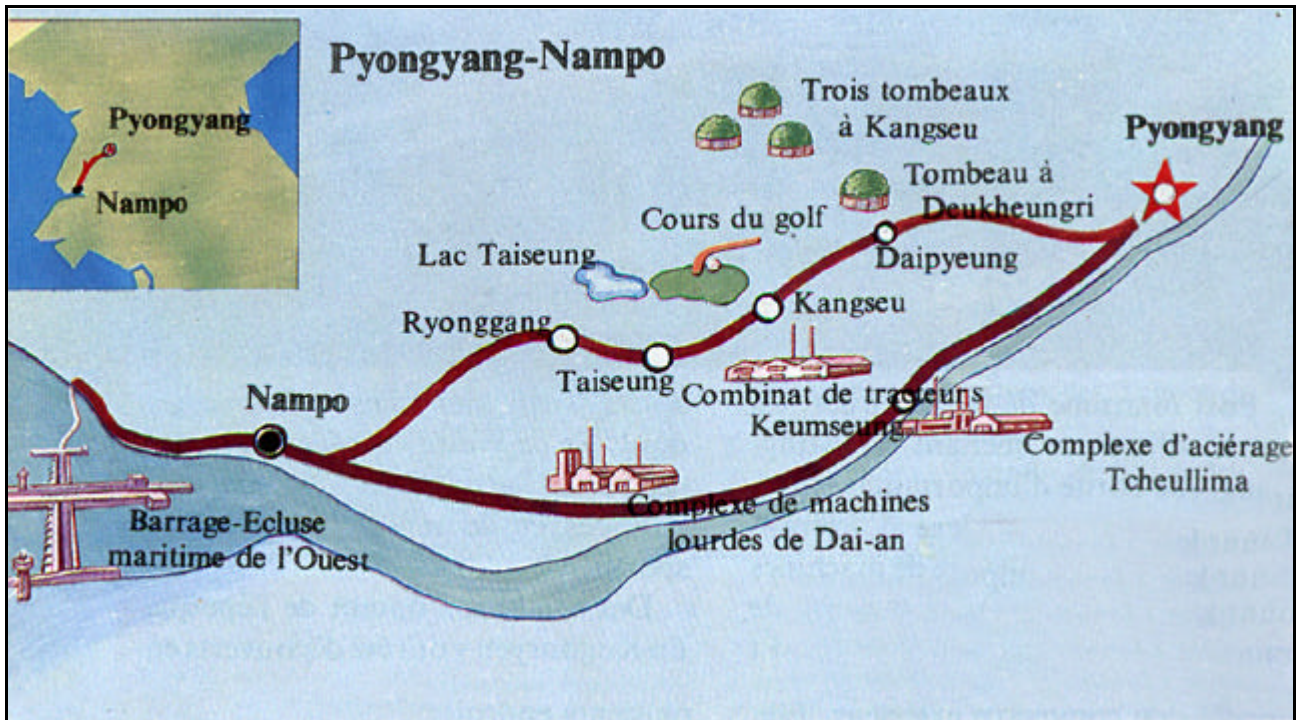 Pyongyang-Nampo
Pyongyang
Nampo
Trois tombeaux
à Kangseu
Pyongyang
Tombeau à
Deukheungri
Cours du golf
Lac Taiseung
Daipyeung
Kangseu
Ryonggang
Taiseung
Nampo
Combinat de tracteurs
Keumseung
Complexe d'aciérage
Tcheullima
Complexe de machines
lourdes de Dai-an
Barrage-Ecluse
maritime de l'Ouest